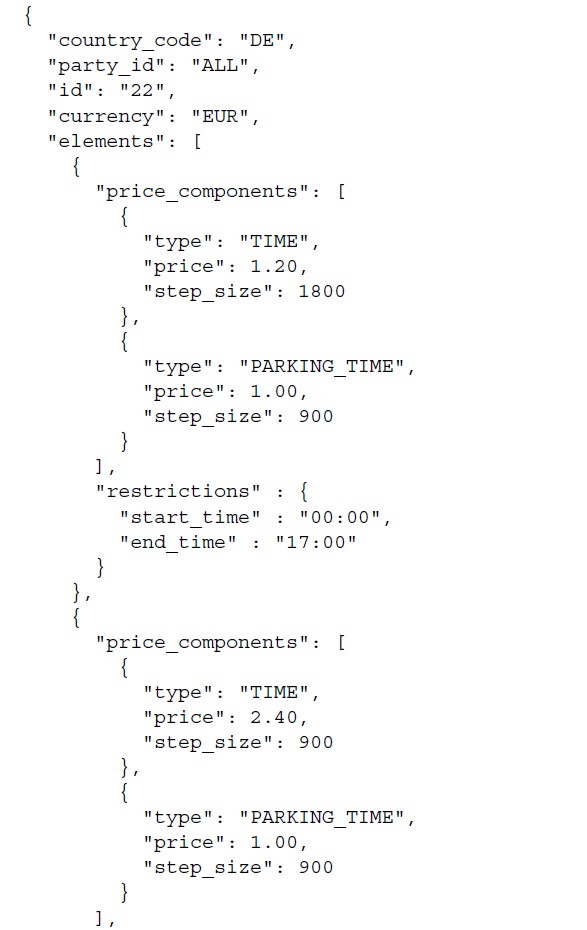 {
  "country_code": "DE",
  "party_id": "ALL",
  "id": "22",
  "currency": "EUR",
  "elements": [
    {
      "price_components": [
        {
          "type": "TIME",
          "price": 1.20,
          "step_size": 1800
        },
        {
          "type": "PARKING_TIME",
          "price": 1.00,
          "step_size": 900
        }
      ],
      "restrictions" : {
        "start_time" : "00:00",
        "end_time" : "17:00"
      }
    },
    {
      "price_components": [
        {
          "type": "TIME",
          "price": 2.40,
          "step_size": 900
        },
        {
          "type": "PARKING_TIME",
          "price": 1.00,
          "step_size": 900
        }
      ],